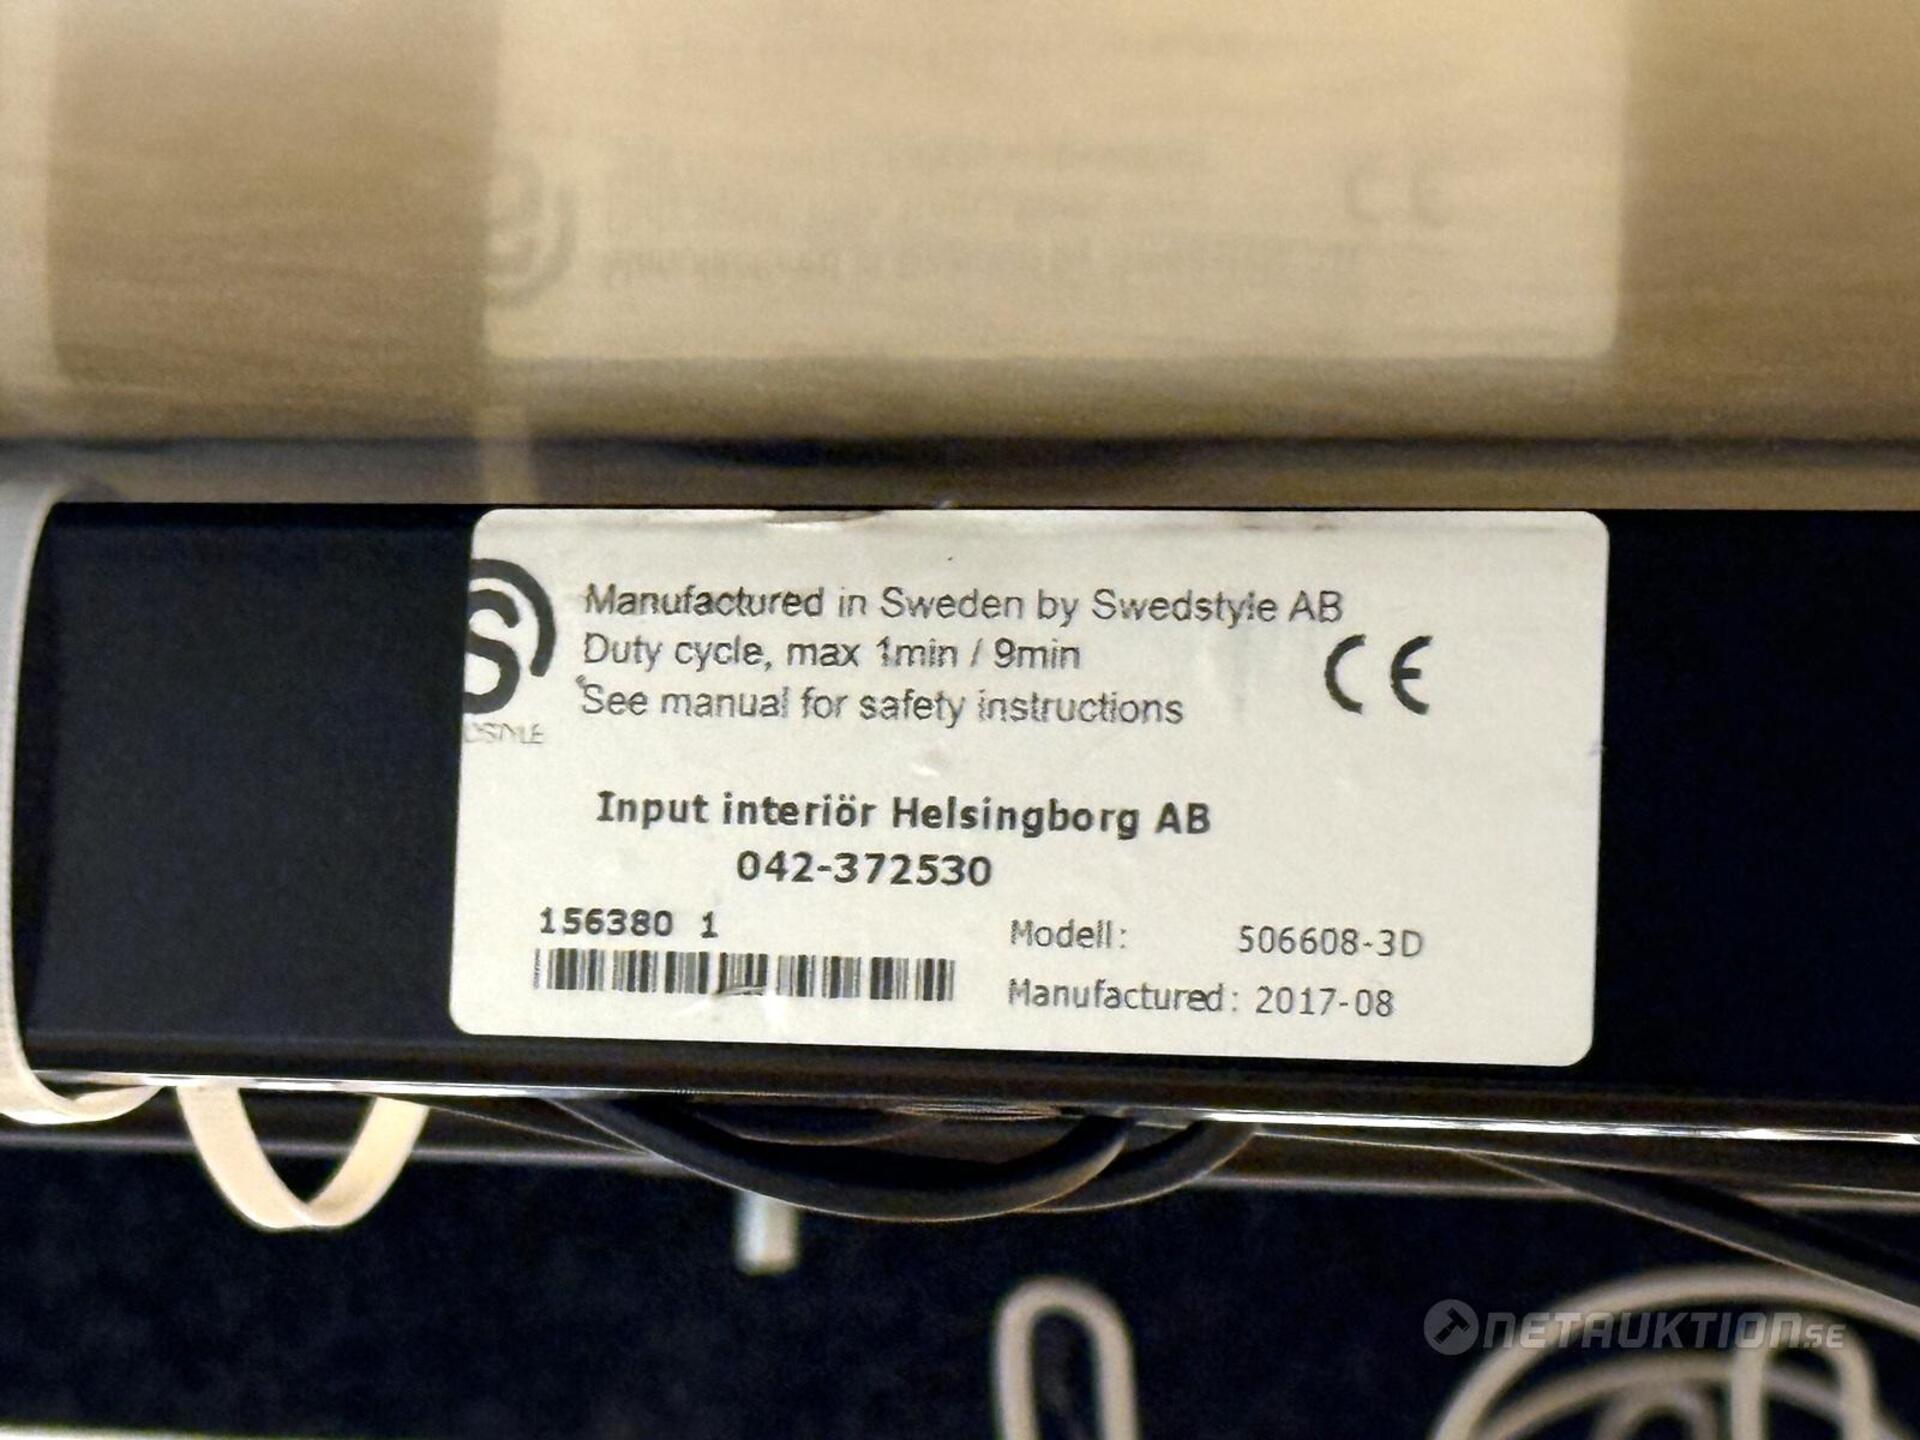 Manufactured in Sweden by Swedstyle AB
Duty cycle, max 1min / 9min
See manual for safety instructions
CE
S
DSTYLE
Input interiör Helsingborg AB
042-372530
156380 1
Modell: 506608-3D
Manufactured: 2017-08
NETAUKTION.SE